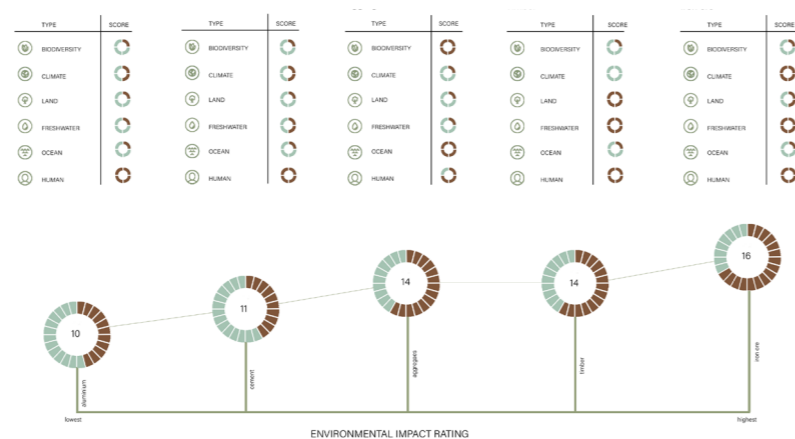 TYPE SCORE TYPE SCORE TYPE SCORE TYPE SCORE TYPE SCORE
BIODIVERSITY BIODIVERSITY BIODIVERSITY BIODIVERSITY BIODIVERSITY
CLIMATE CLIMATE CLIMATE CLIMATE CLIMATE
LAND LAND LAND LAND LAND
FRESHWATER FRESHWATER FRESHWATER FRESHWATER FRESHWATER
OCEAN OCEAN OCEAN OCEAN OCEAN
HUMAN HUMAN HUMAN HUMAN HUMAN
16
14 14
11
10
aluminium
cement
aggregates
timber
iron ore
lowest highest
ENVIRONMENTAL IMPACT RATING